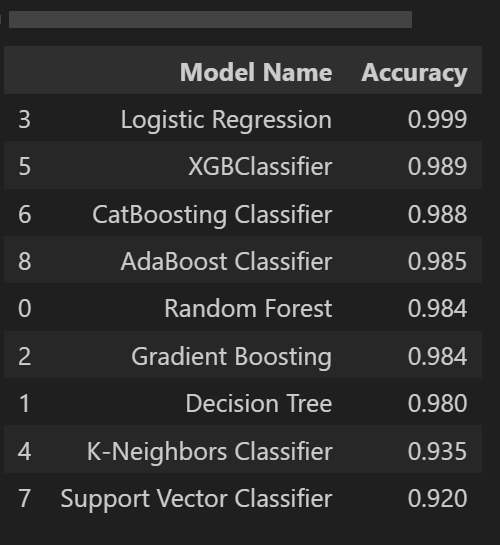 Model Name Accuracy
3 Logistic Regression 0.999
5 XGBClassifier 0.989
6 CatBoosting Classifier 0.988
8 AdaBoost Classifier 0.985
0 Random Forest 0.984
2 Gradient Boosting 0.984
1 Decision Tree 0.980
4 K-Neighbors Classifier 0.935
7 Support Vector Classifier 0.920